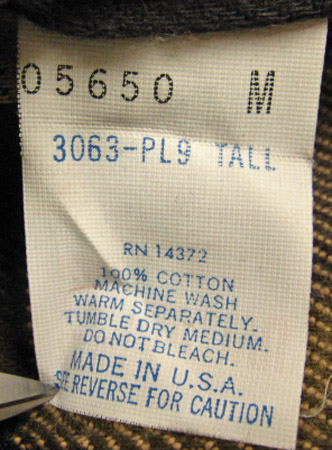 05650 M
3063-PL9 TALL
RN 14372
100% COTTON
MACHINE WASH
WARM SEPARATELY.
TUMBLE DRY MEDIUM.
DO NOT BLEACH.
MADE IN U.S.A.
SEE REVERSE FOR CAUTION